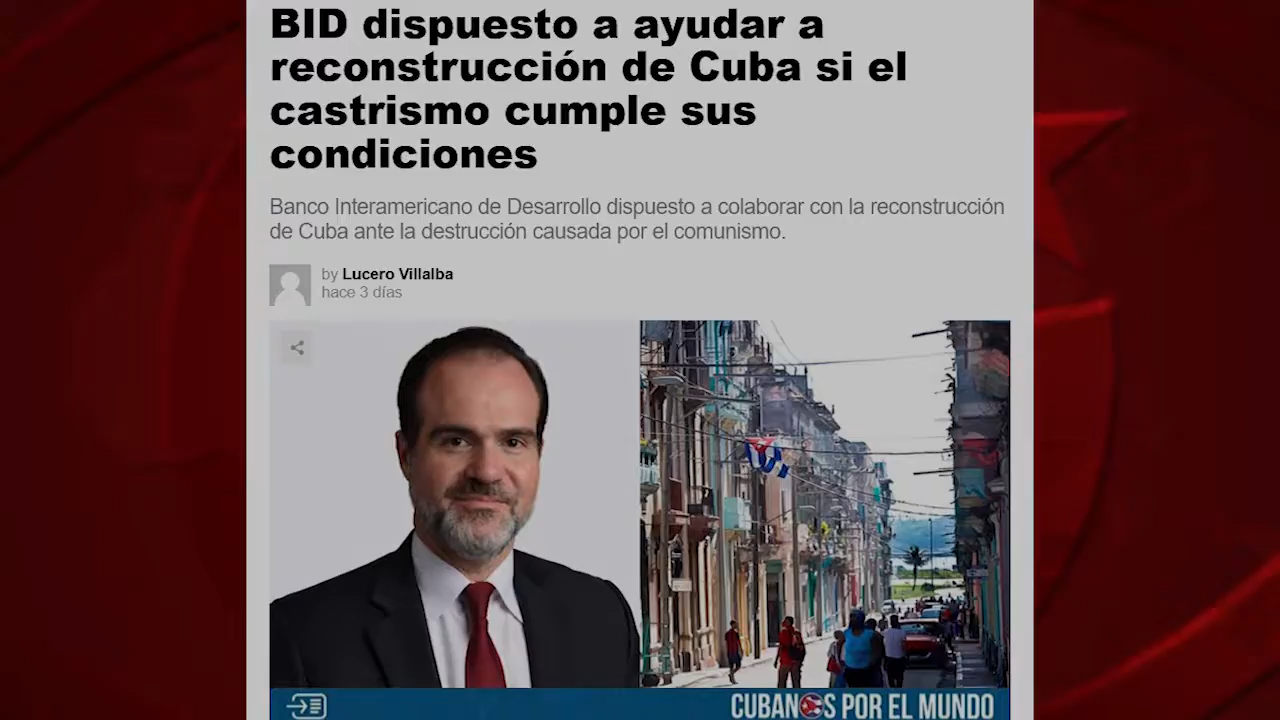 BID dispuesto a ayudar a
reconstrucción de Cuba si el
castrismo cumple sus
condiciones
Banco Interamericano de Desarrollo dispuesto a colaborar con la reconstrucción
de Cuba ante la destrucción causada por el comunismo.
by Lucero Villalba
hace 3 días
CUBANOS POR EL MUNDO